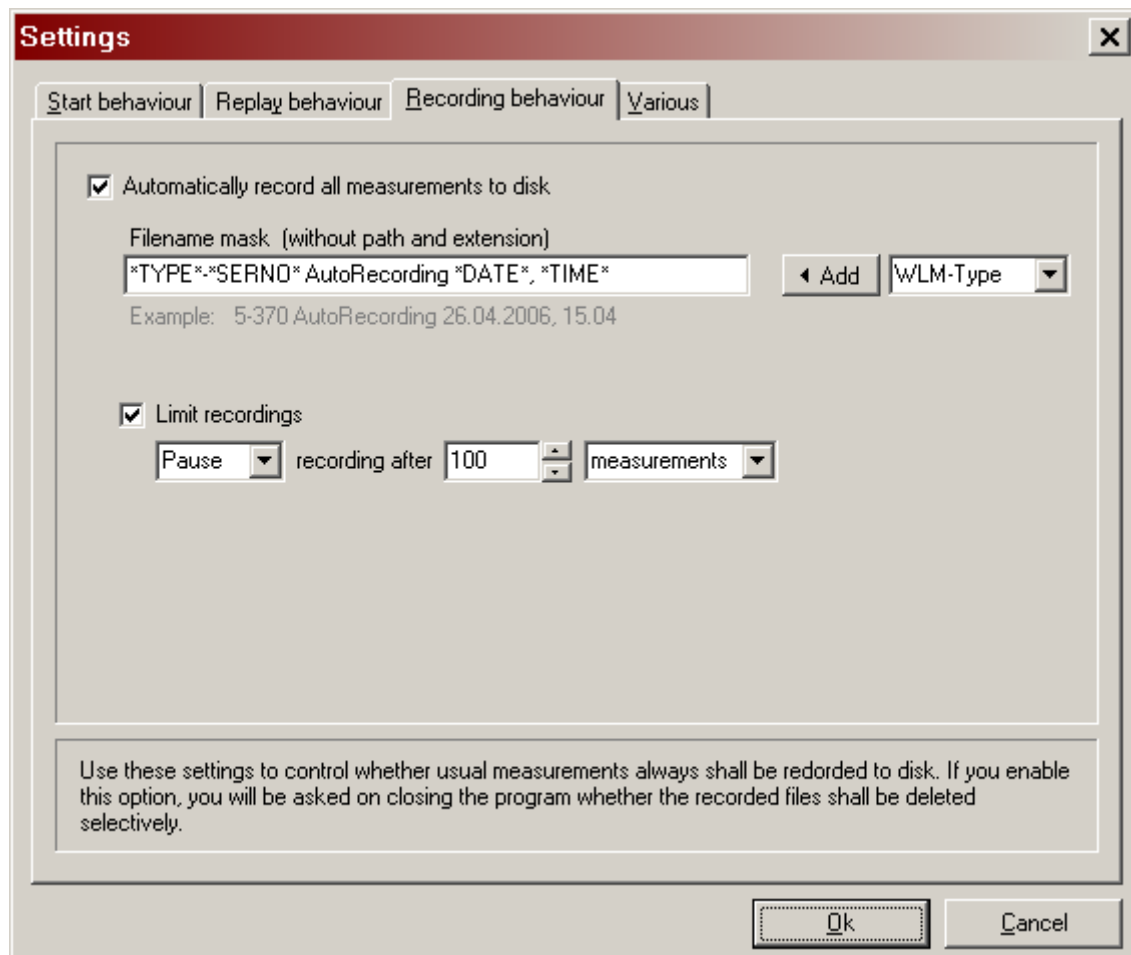 Settings
Start behaviour Replay behaviour Recording behaviour Various
Automatically record all measurements to disk
Filename mask (without path and extension)
*TYPE*-*SERNO* AutoRecording *DATE*, *TIME* Add WLM-Type
Example: 5-370 AutoRecording 26.04.2006, 15.04
Limit recordings
Pause recording after 100 measurements
Use these settings to control whether usual measurements always shall be redorded to disk. If you enable
this option, you will be asked on closing the program whether the recorded files shall be deleted
selectively.
Ok Cancel